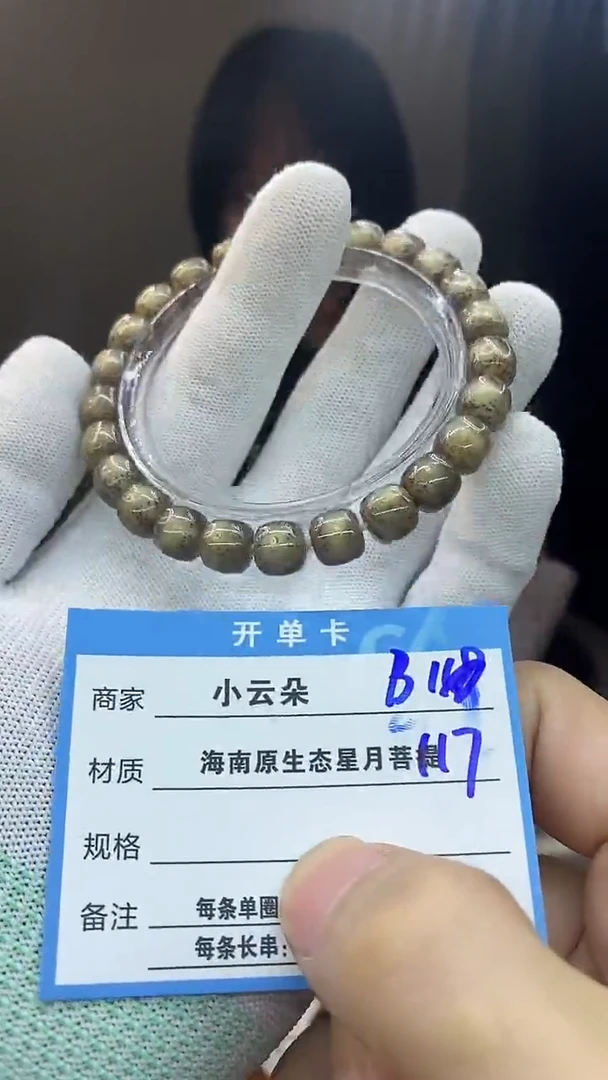 开单卡
商家 小云朵 B 118
材质 海南原生态星月菩提 117
规格
备注 每条单圈
每条长串: